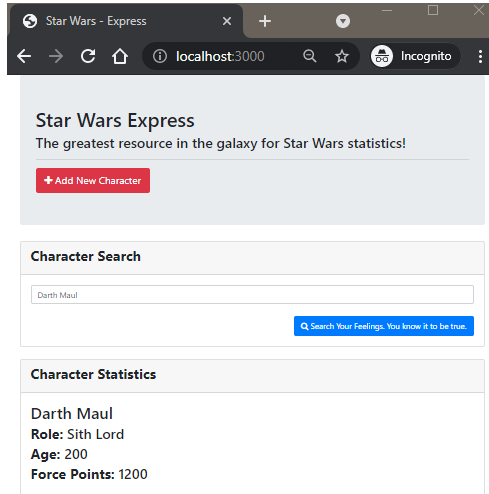 Star Wars - Express
localhost:3000
Incognito
Star Wars Express
The greatest resource in the galaxy for Star Wars statistics!
Add New Character
Character Search
Darth Maul
Search Your Feelings. You know it to be true.
Character Statistics
Darth Maul
Role: Sith Lord
Age: 200
Force Points: 1200